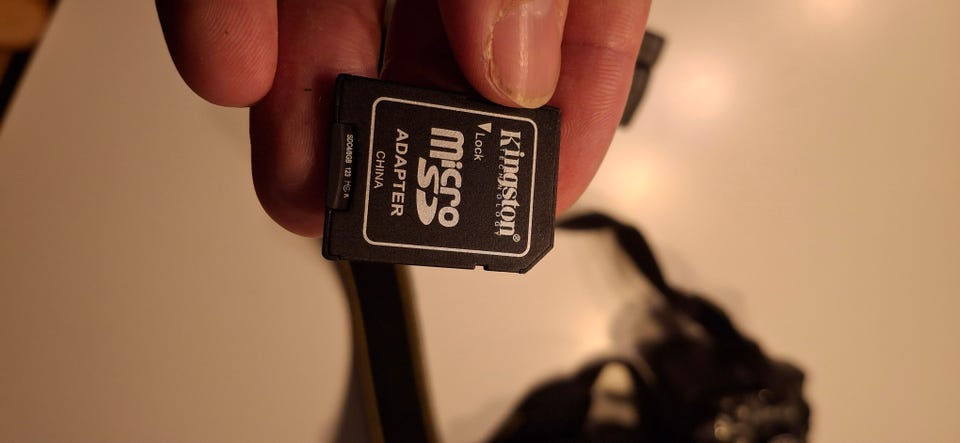 Kingston®
TECHNOLOGY
Lock
Micro
SD
ADAPTER
CHINA